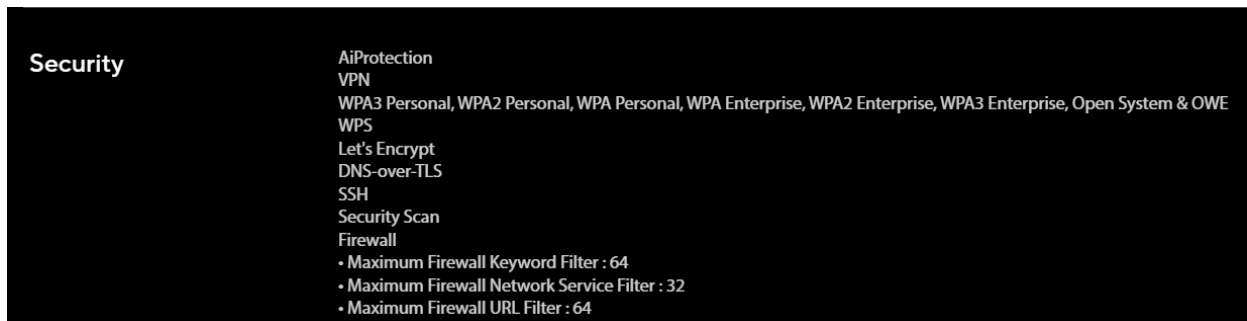 Security
AiProtection
VPN
WPA3 Personal, WPA2 Personal, WPA Personal, WPA Enterprise, WPA2 Enterprise, WPA3 Enterprise, Open System & OWE
WPS
Let's Encrypt
DNS-over-TLS
SSH
Security Scan
Firewall
• Maximum Firewall Keyword Filter : 64
• Maximum Firewall Network Service Filter : 32
• Maximum Firewall URL Filter : 64